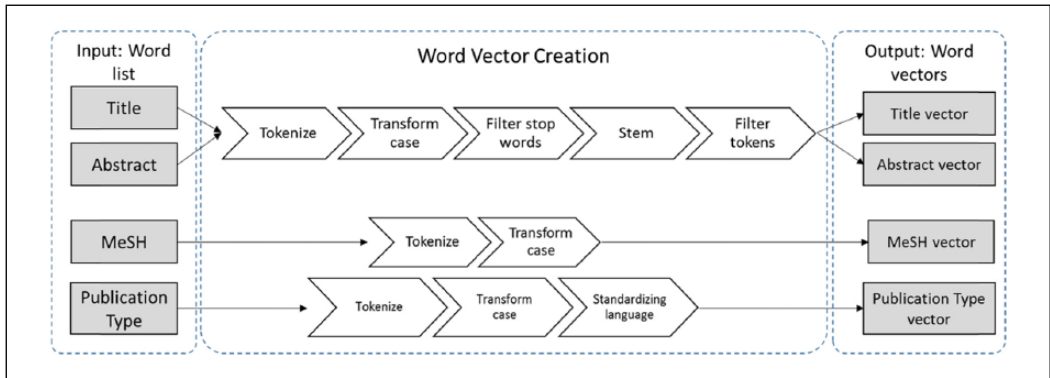 Input: Word
list
Word Vector Creation
Output: Word
vectors
Title
Abstract
Tokenize
Transform
case
Filter stop
words
Stem
Filter
tokens
Title vector
Abstract vector
MeSH
Tokenize
Transform
case
MeSH vector
Publication
Type
Tokenize
Transform
case
Standardizing
language
Publication Type
vector